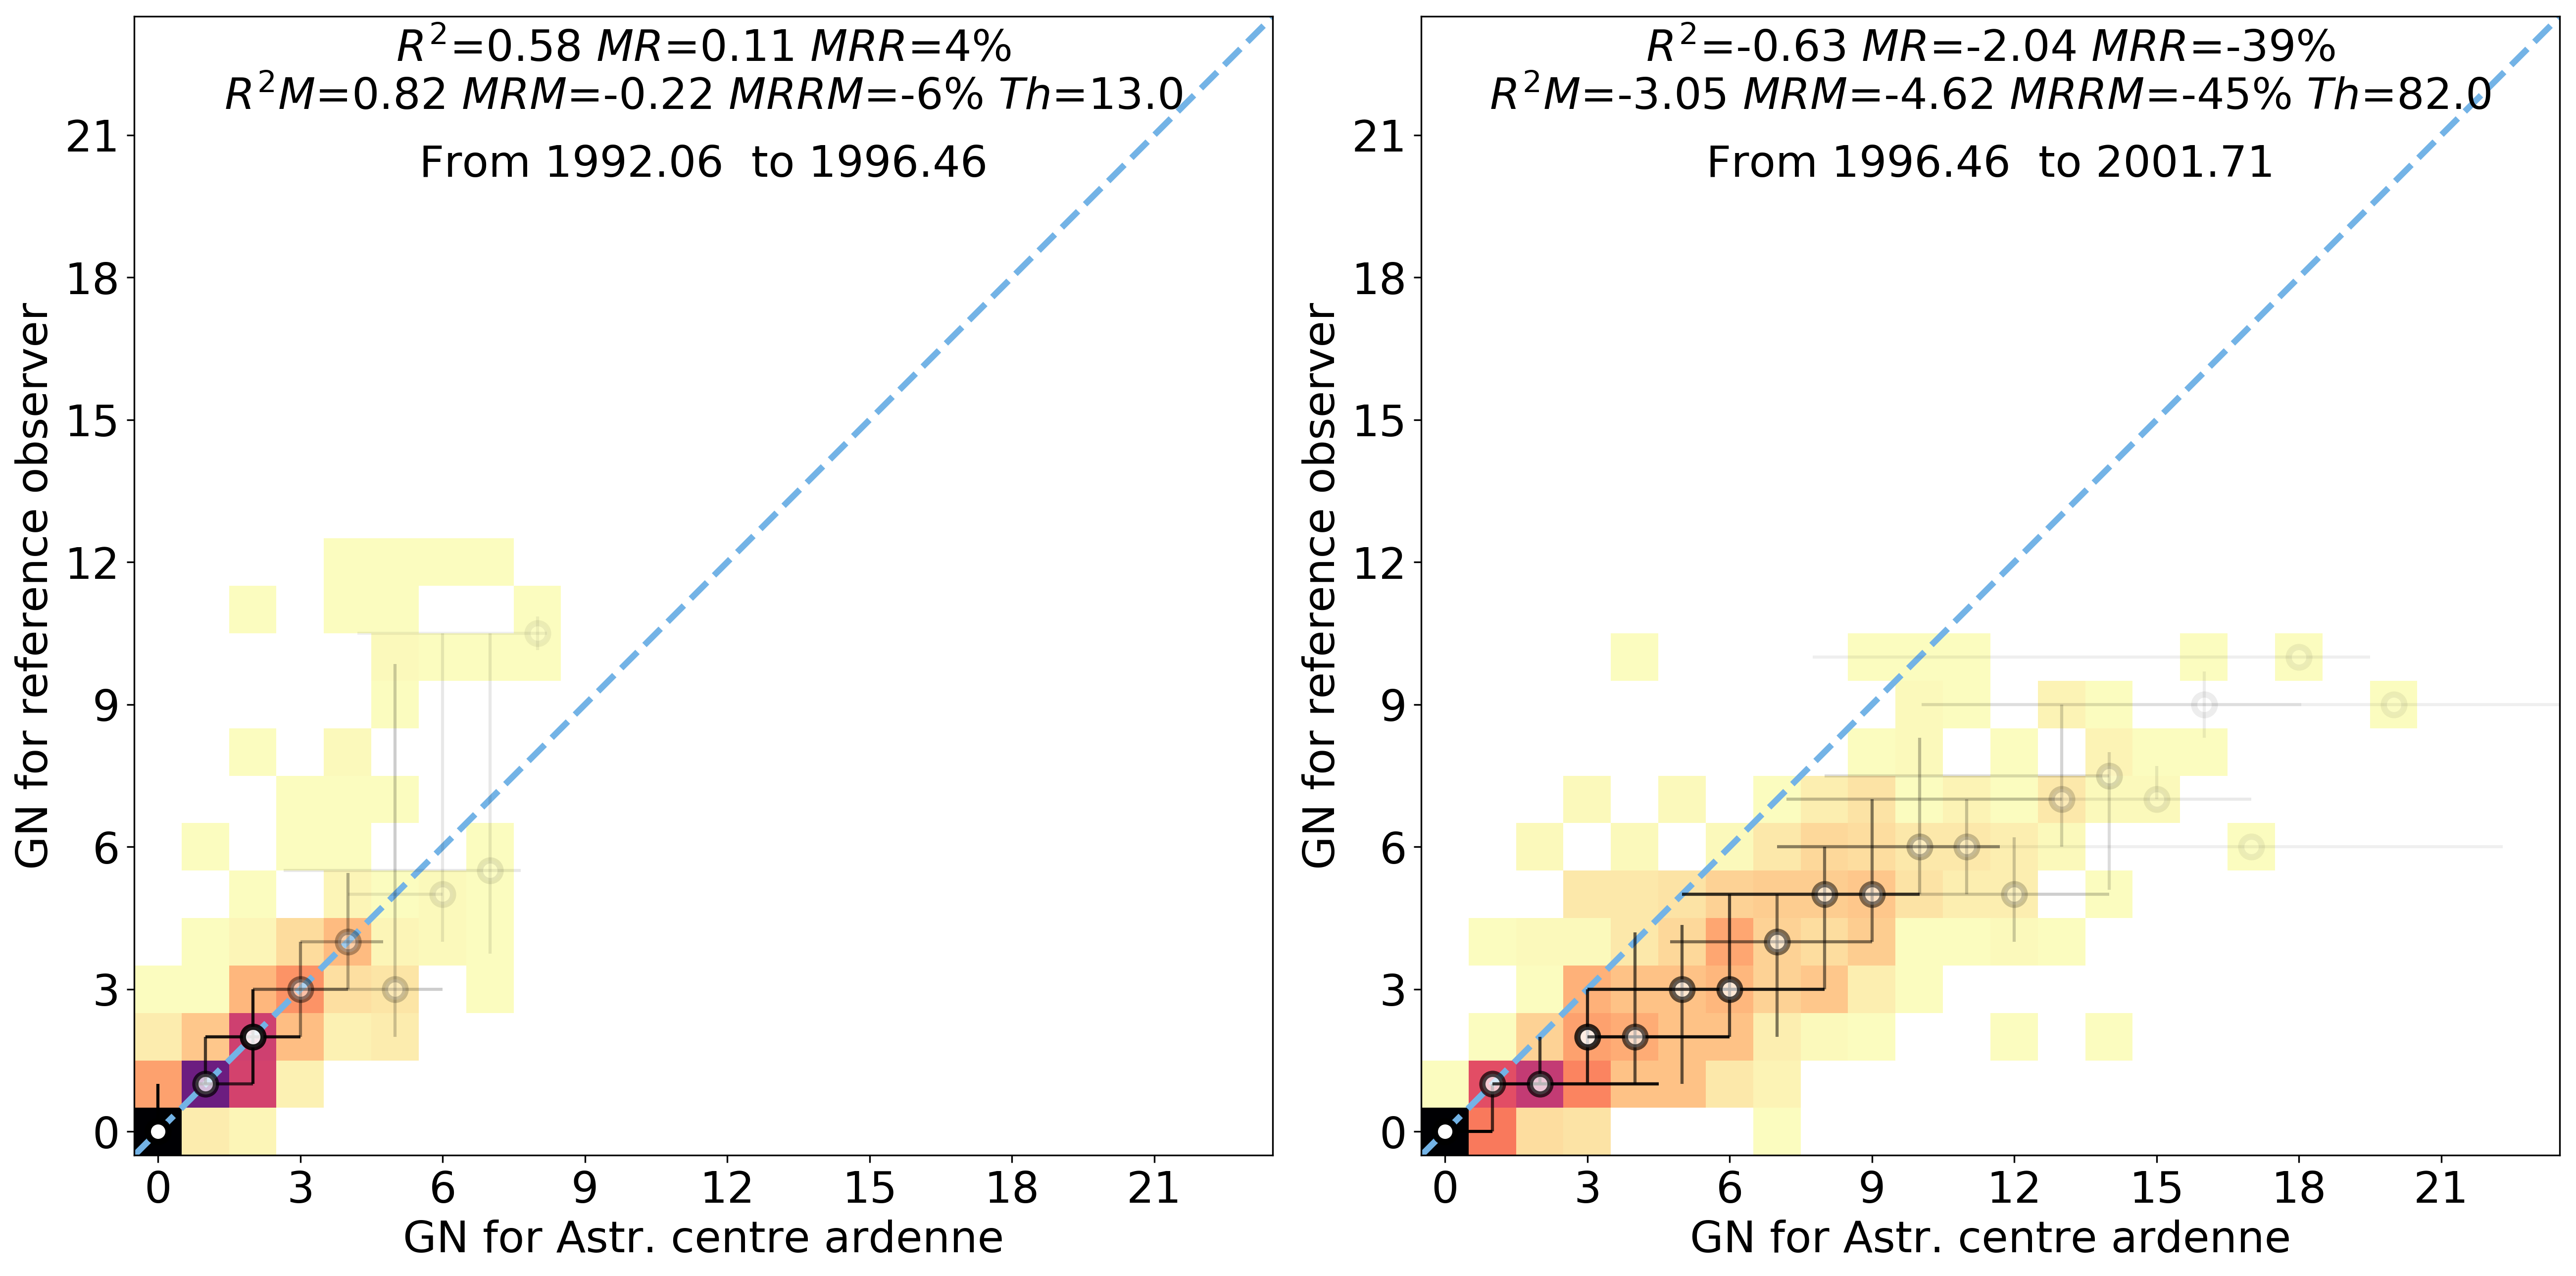 R²=0.58 MR=0.11 MRR=4%
R²M=0.82 MRM=-0.22 MRRM=-6% Th=13.0
From 1992.06 to 1996.46
21
18
15
12
9
6
3
0
GN for reference observer
0 3 6 9 12 15 18 21
GN for Astr. centre ardenne
R²=-0.63 MR=-2.04 MRR=-39%
R²M=-3.05 MRM=-4.62 MRRM=-45% Th=82.0
From 1996.46 to 2001.71
21
18
15
12
9
6
3
0
GN for reference observer
0 3 6 9 12 15 18 21
GN for Astr. centre ardenne